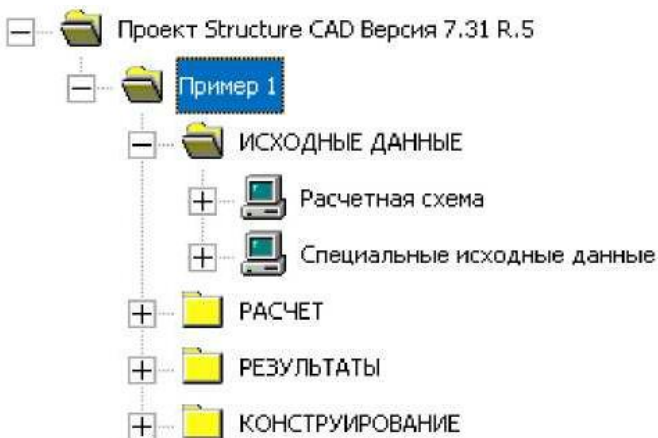 Проект Structure CAD Версия 7.31 R.5
Пример 1
ИСХОДНЫЕ ДАННЫЕ
Расчетная схема
Специальные исходные данные
РАСЧЕТ
РЕЗУЛЬТАТЫ
КОНСТРУИРОВАНИЕ